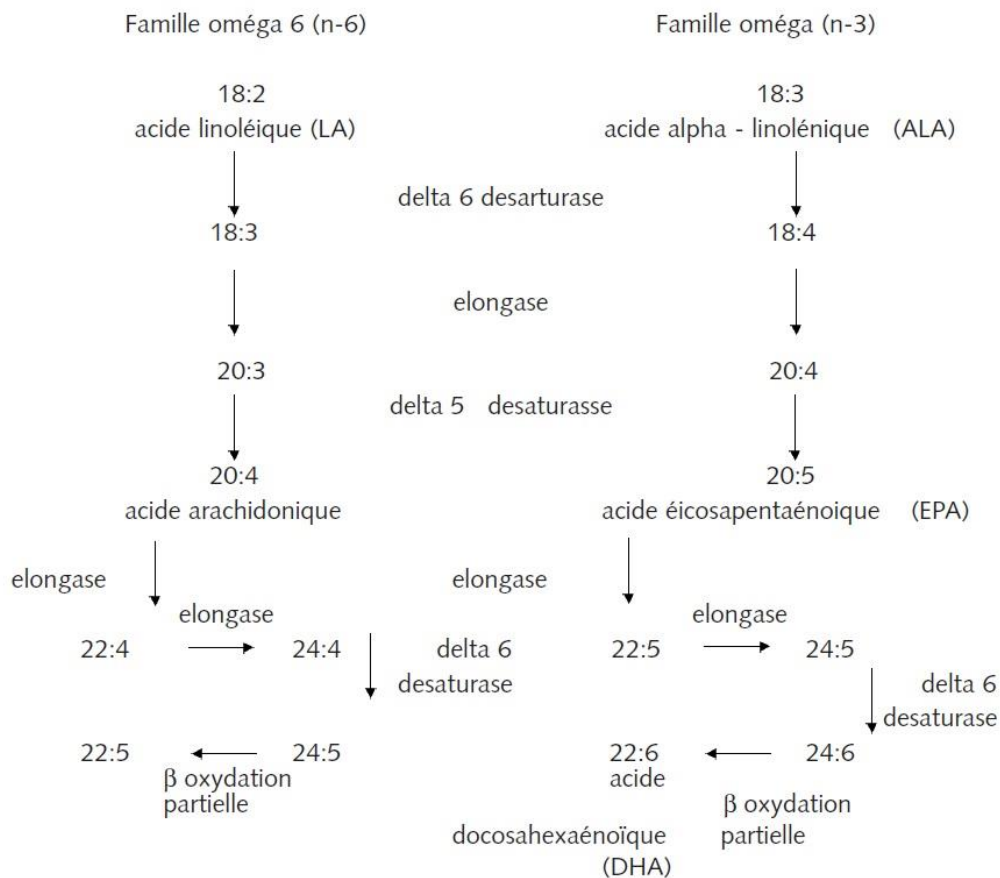 Famille oméga 6 (n-6)
Famille oméga (n-3)
18:2
18:3
acide linoléique (LA)
acide alpha - linolénique (ALA)
delta 6 desarturase
18:3
18:4
elongase
20:3
20:4
delta 5 desaturasse
20:4
20:5
acide arachidonique
acide éicosapentaénoique (EPA)
elongase
elongase
elongase
elongase
22:4
24:4
delta 6
desaturase
22:5
24:5
delta 6
desaturase
22:5
24:5
β oxydation
partielle
22:6
acide
24:6
β oxydation
partielle
docosahexaénoïque
(DHA)